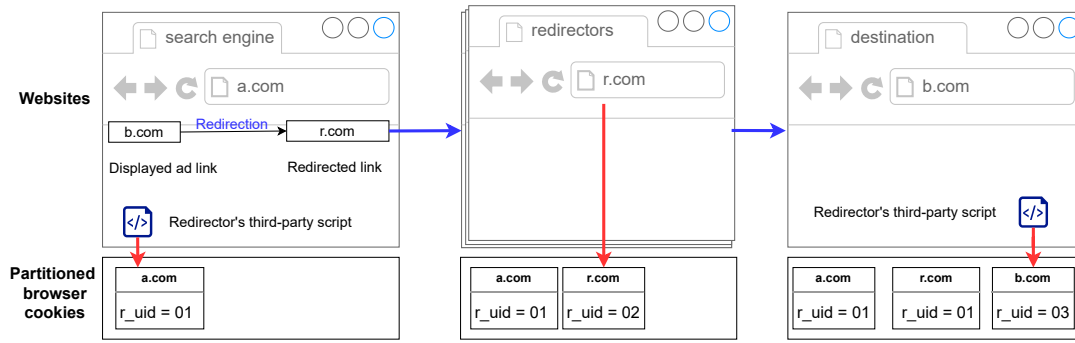 search engine
a.com
Websites
b.com
Redirection
r.com
Displayed ad link
Redirected link
Redirector's third-party script
redirectors
r.com
destination
b.com
Redirector's third-party script
Partitioned
browser
cookies
a.com
r_uid = 01
a.com
r_uid = 01
r.com
r_uid = 02
a.com
r_uid = 01
r.com
r_uid = 01
b.com
r_uid = 03